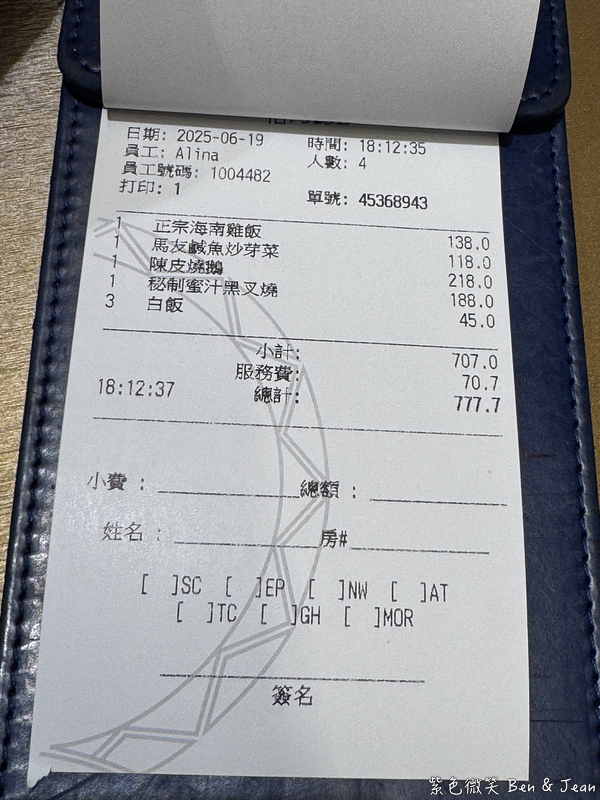 日期: 2025-06-19 時間: 18:12:35
員工: Alina 人數: 4
員工號碼: 1004482
打印: 1 單號: 45368943
1 正宗海南雞飯 138.0
1 馬友鹹魚炒芽菜 118.0
1 陳皮燒鵝 218.0
1 秘制蜜汁黑叉燒 188.0
3 白飯 45.0
小計: 707.0
服務費: 70.7
18:12:37 總計: 777.7
小費 : 總額 :
姓名 : 房#
[ ]SC [ ]EP [ ]NW [ ]AT
[ ]TC [ ]GH [ ]MOR
簽名
紫色微笑 Ben & Jean